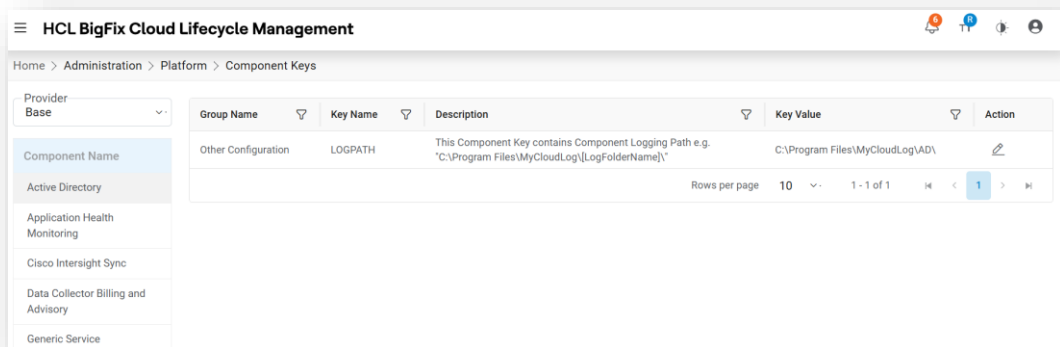 HCL BigFix Cloud Lifecycle Management
6
R
TT
Home > Administration > Platform > Component Keys
Provider
Base
Component Name
Active Directory
Application Health
Monitoring
Cisco Intersight Sync
Data Collector Billing and
Advisory
Generic Service
Group Name
Key Name
Description
Key Value
Action
Other Configuration
LOGPATH
This Component Key contains Component Logging Path e.g.
"C:\Program Files\MyCloudLog\[LogFolderName]\"
C:\Program Files\MyCloudLog\AD\
Rows per page
10
1 - 1 of 1
1